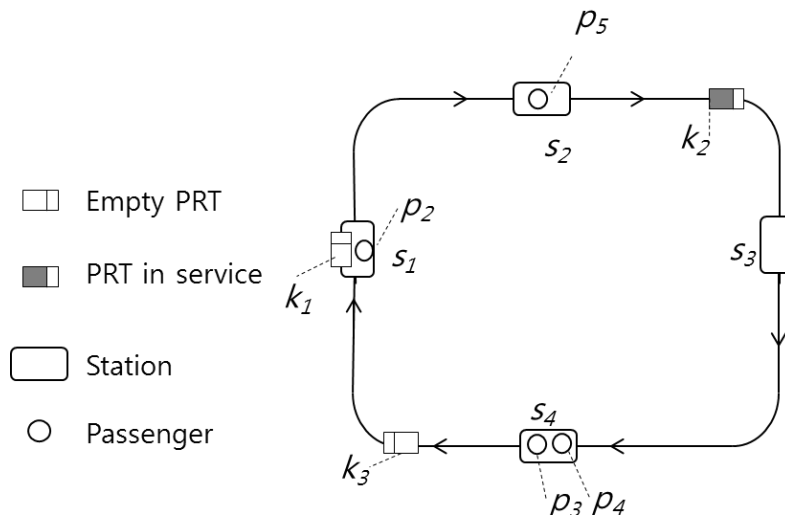 p5
s2
k2
Empty PRT
p2
s1
s3
PRT in service
k1
Station
s4
Passenger
k3
p3
p4